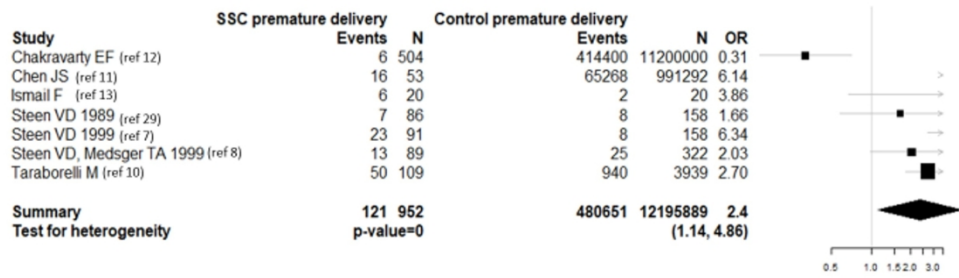 SSC premature delivery Control premature delivery
Study Events N Events N OR
Chakravarty EF (ref 12) 6 504 414400 11200000 0.31
Chen JS (ref 11) 16 53 65268 991292 6.14
Ismail F (ref 13) 6 20 2 20 3.86
Steen VD 1989 (ref 29) 7 86 8 158 1.66
Steen VD 1999 (ref 7) 23 91 8 158 6.34
Steen VD, Medsger TA 1999 (ref 8) 13 89 25 322 2.03
Taraborelli M (ref 10) 50 109 940 3939 2.70
Summary 121 952 480651 12195889 2.4
Test for heterogeneity p-value=0 (1.14, 4.86)
0.5 1.0 1.5 2.0 3.0